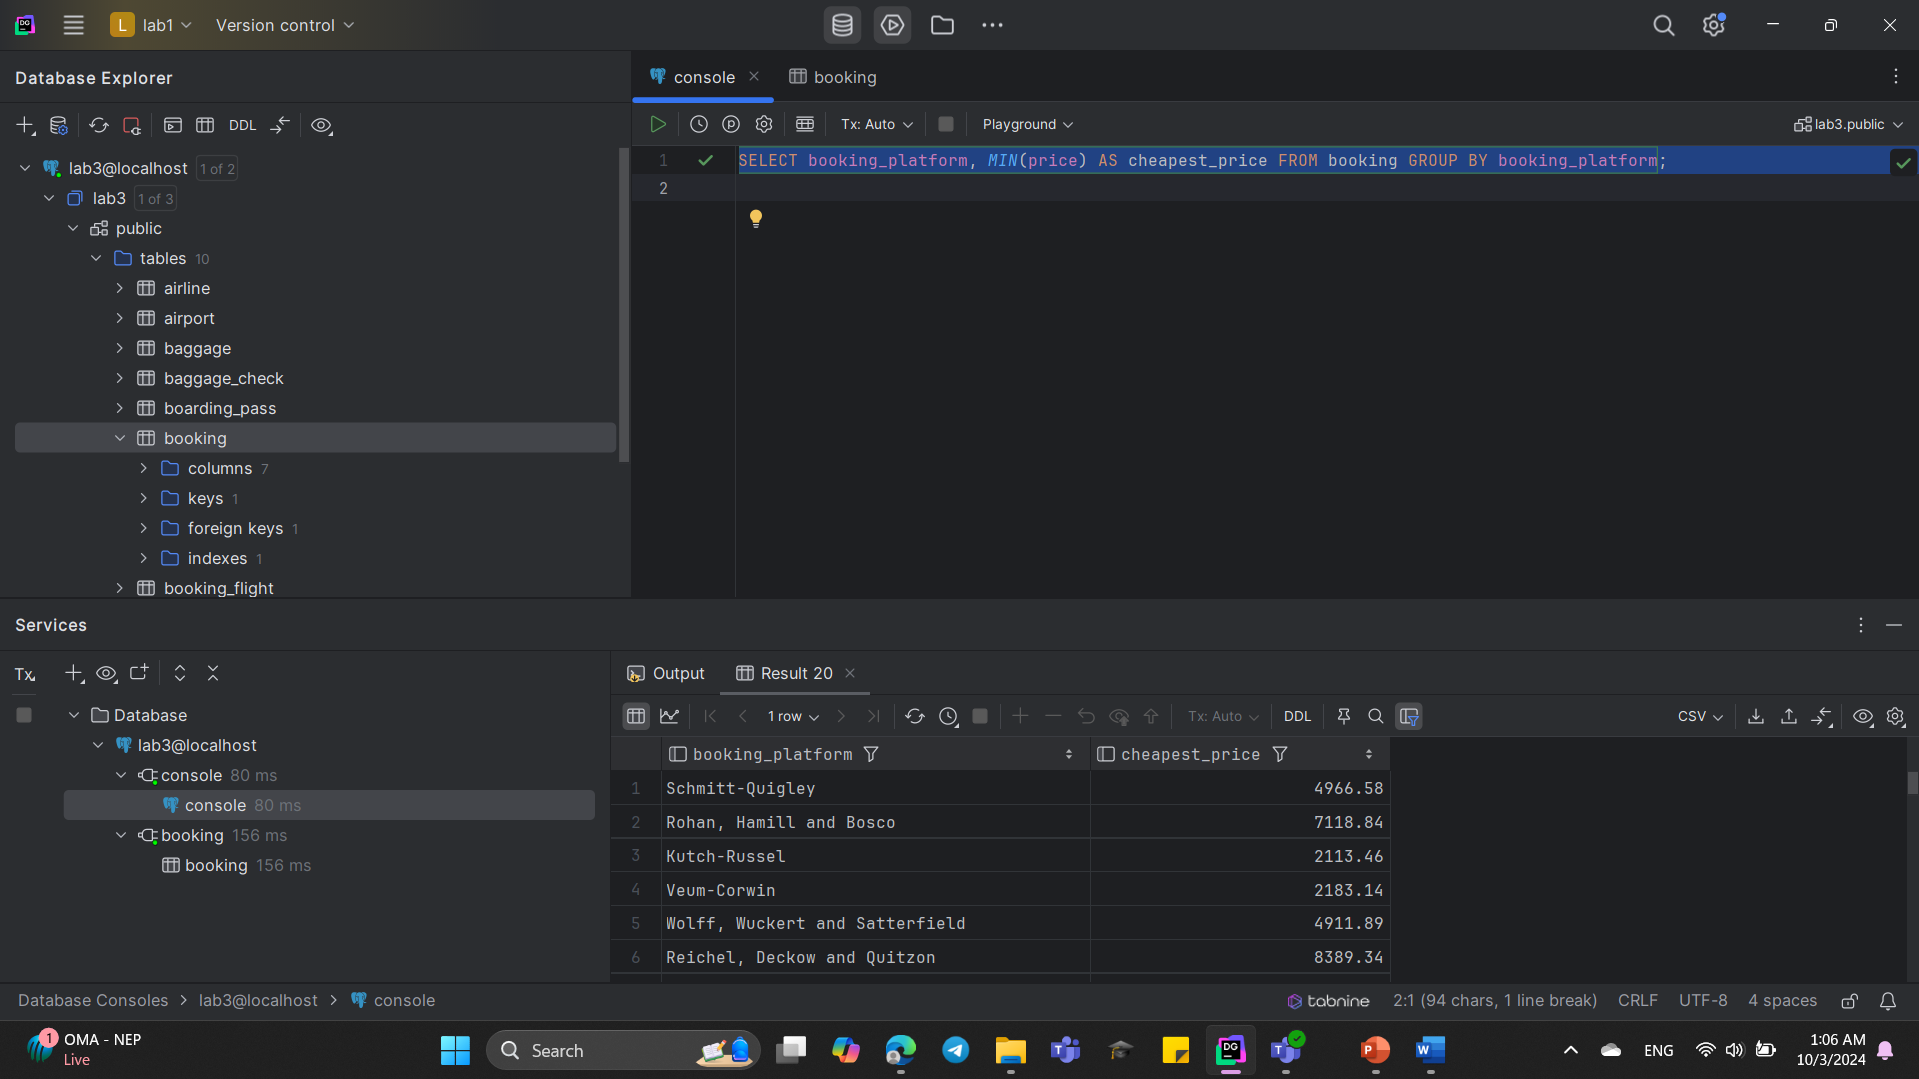 L lab1 Version control
Database Explorer
DDL
lab3@localhost 1 of 2
lab3 1 of 3
public
tables 10
airline
airport
baggage
baggage_check
boarding_pass
booking
columns 7
keys 1
foreign keys 1
indexes 1
booking_flight
console
booking
Tx: Auto Playground lab3.public
1 SELECT booking_platform, MIN(price) AS cheapest_price FROM booking GROUP BY booking_platform;
2
Services
Tx
Database
lab3@localhost
console 80 ms
console 80 ms
booking 156 ms
booking 156 ms
Output Result 20
1 row Tx: Auto DDL CSV
booking_platform cheapest_price
1 Schmitt-Quigley 4966.58
2 Rohan, Hamill and Bosco 7118.84
3 Kutch-Russel 2113.46
4 Veum-Corwin 2183.14
5 Wolff, Wuckert and Satterfield 4911.89
6 Reichel, Deckow and Quitzon 8389.34
Database Consoles > lab3@localhost > console
tabnine 2:1 (94 chars, 1 line break) CRLF UTF-8 4 spaces
1 OMA - NEP
Live
Search
ENG
1:06 AM
10/3/2024